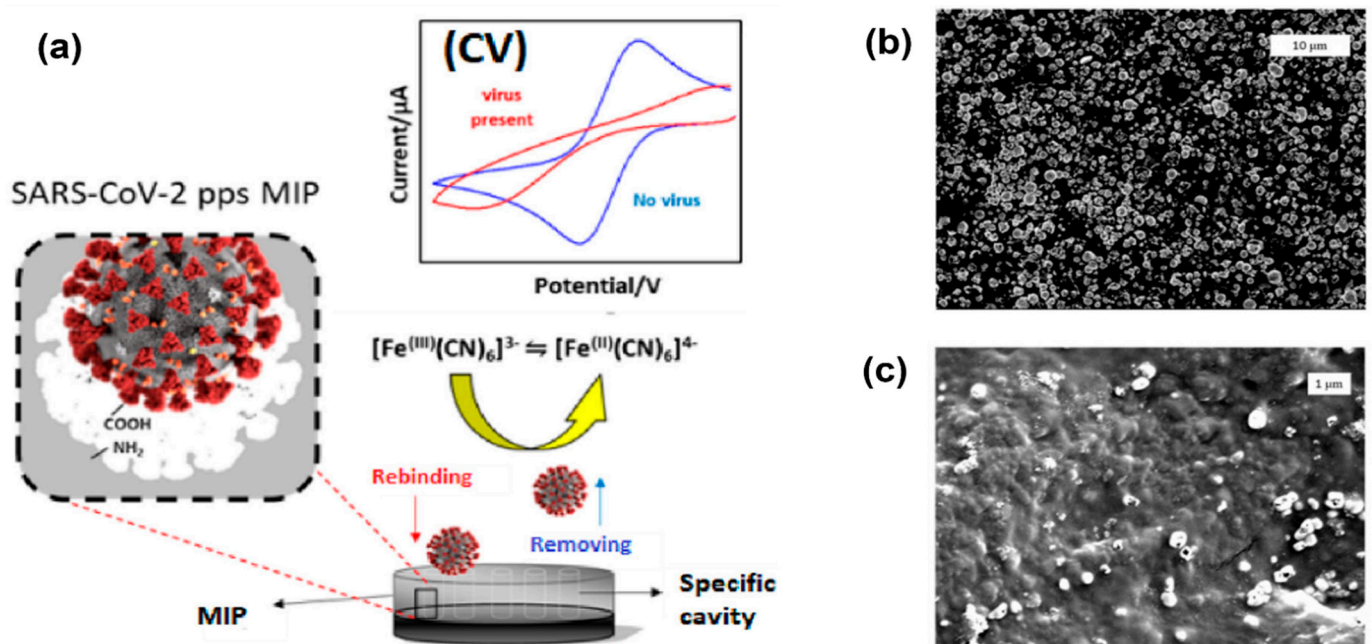 (a)
(CV)
virus
present
No virus
Current/µA
Potential/V
SARS-CoV-2 pps MIP
COOH
NH₂
[Fe⁽ᴵᴵᴵ⁾(CN)₆]³⁻ ⇋ [Fe⁽ᴵᴵ⁾(CN)₆]⁴⁻
Rebinding
Removing
MIP
Specific
cavity
(b)
10 µm
(c)
1 µm